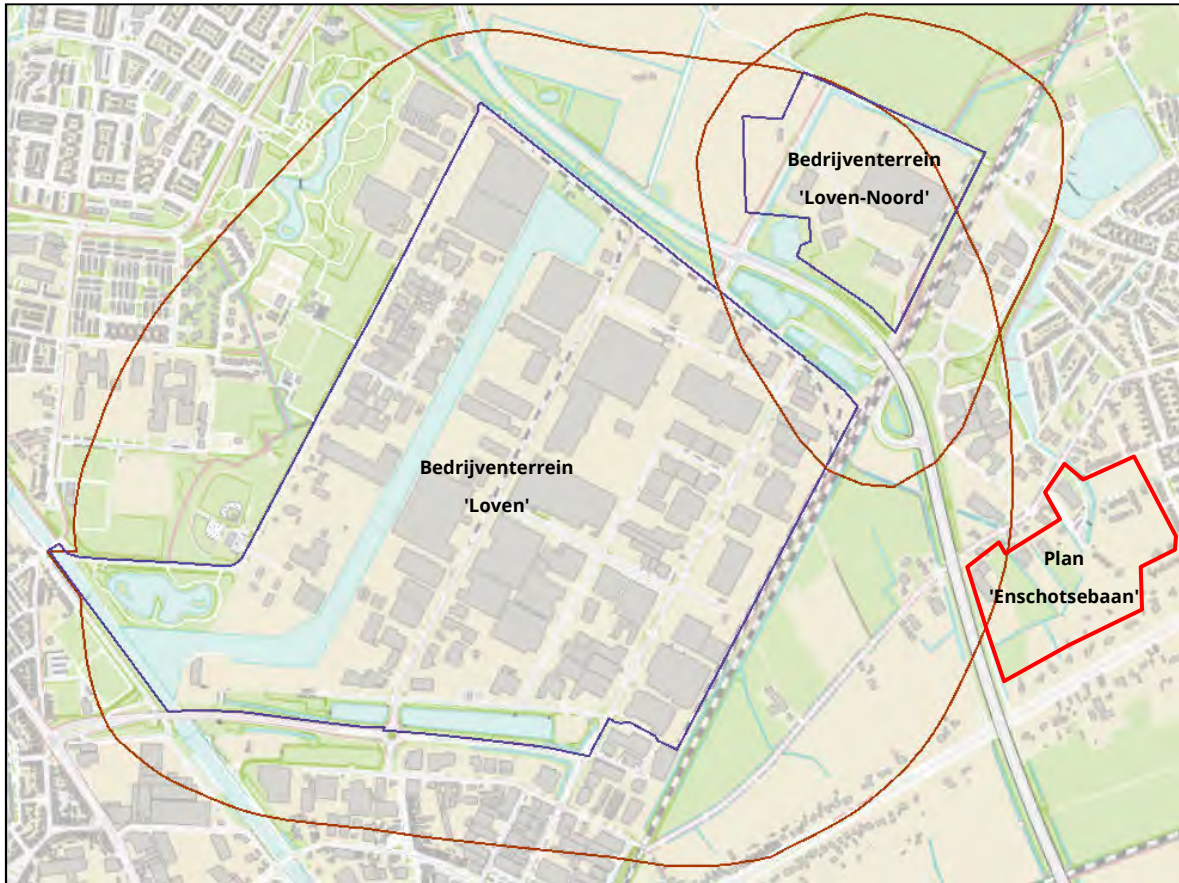 Bedrijventerrein
'Loven-Noord'
Bedrijventerrein
'Loven'
Plan
'Enschotsebaan'